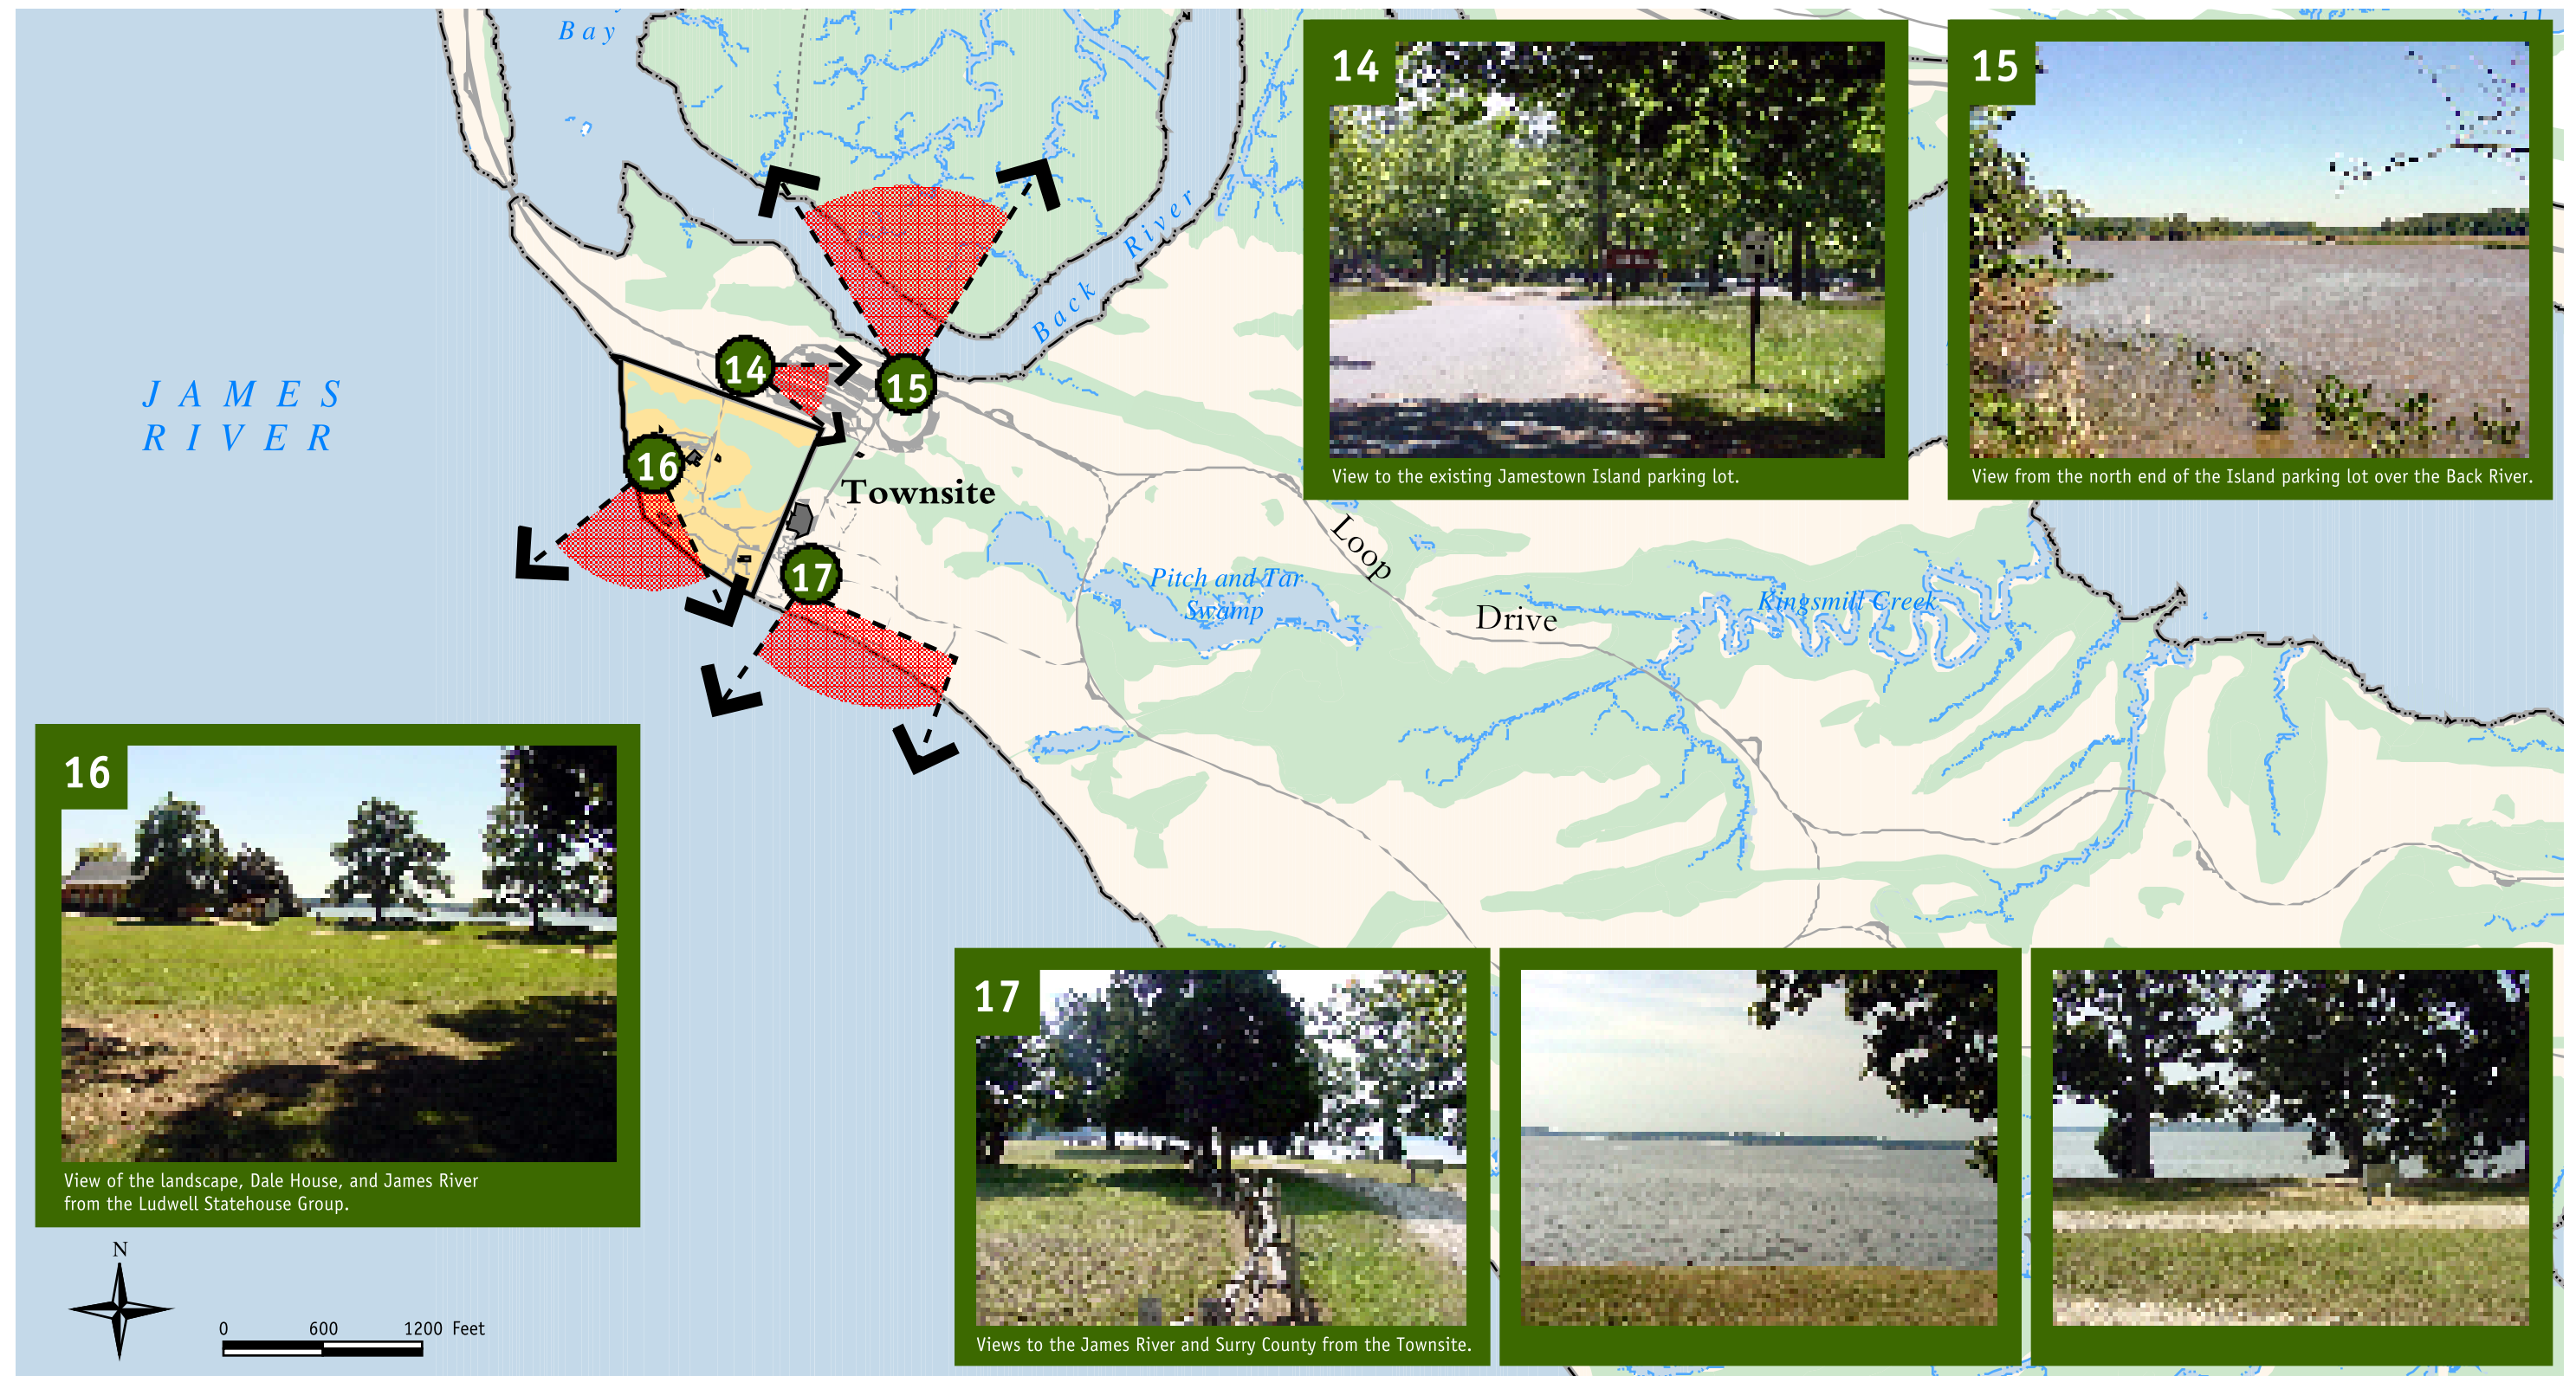 Bay
14
15
View to the existing Jamestown Island parking lot.
View from the north end of the Island parking lot over the Back River.
Back River
JAMES
RIVER
14
15
16
Townsite
17
Loop
Drive
Pitch and Tar
Swamp
Kingsmill Creek
16
View of the landscape, Dale House, and James River
from the Ludwell Statehouse Group.
17
Views to the James River and Surry County from the Townsite.
N
0 600 1200 Feet